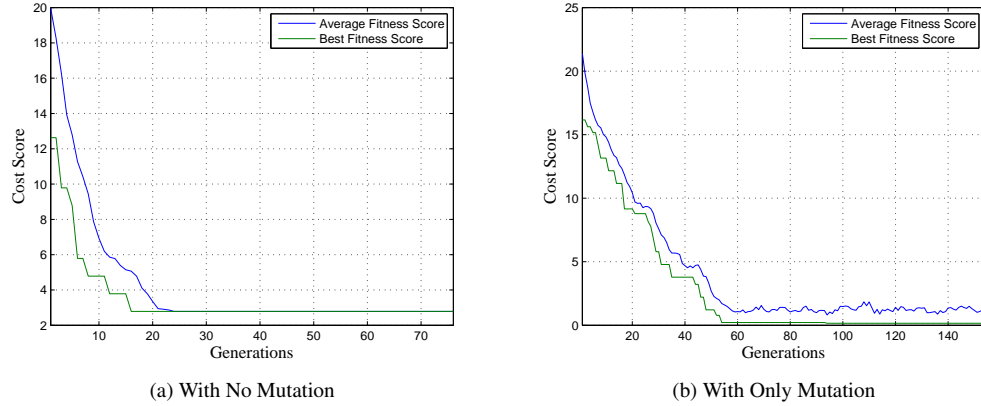 20
18
16
14
12
10
8
6
4
2
Cost Score
Average Fitness Score
Best Fitness Score
10 20 30 40 50 60 70
Generations
(a) With No Mutation
25
20
15
10
5
0
Cost Score
Average Fitness Score
Best Fitness Score
20 40 60 80 100 120 140
Generations
(b) With Only Mutation